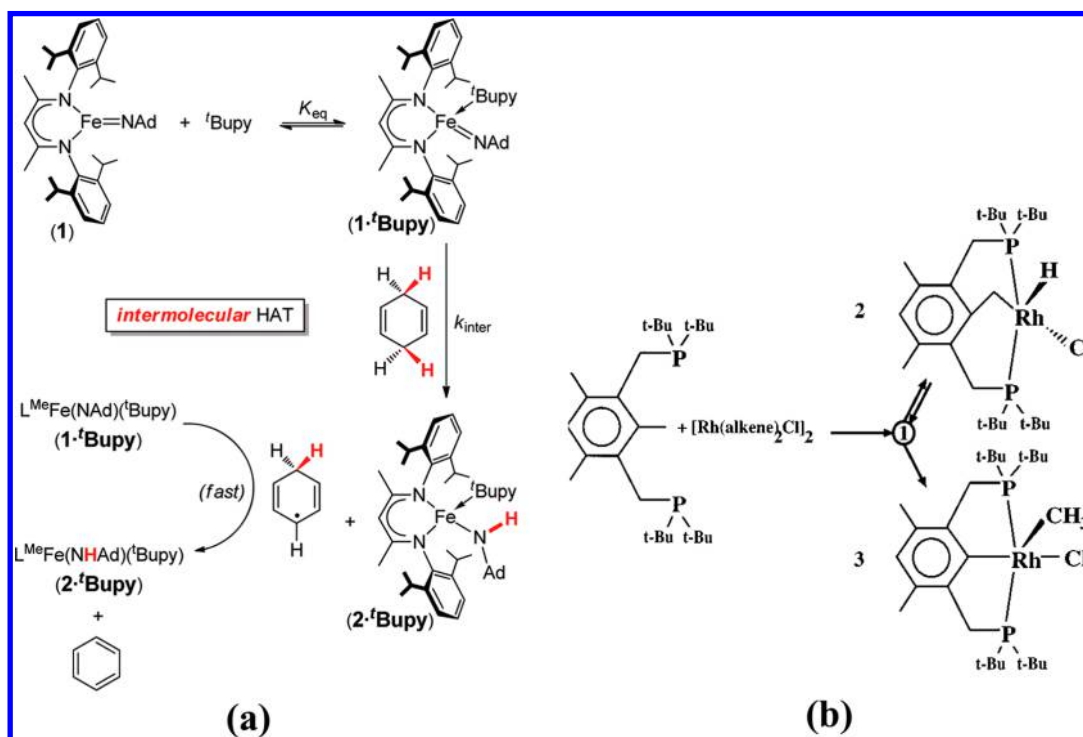 N
Fe=NAd
N
(1)
+ ᵗBupy
K_eq
ᵗBupy
N
Fe
NAd
N
(1·ᵗBupy)
intermolecular HAT
H H
H H
k_inter
LᴹᵉFe(NAd)(ᵗBupy)
(1·ᵗBupy)
(fast)
LᴹᵉFe(NHAd)(ᵗBupy)
(2·ᵗBupy)
+
H H
H
+
ᵗBupy
N
Fe
H
N
N
Ad
(2·ᵗBupy)
(a)
t-Bu t-Bu
P
+ [Rh(alkene)₂Cl]₂
P
t-Bu t-Bu
1
2
t-Bu t-Bu
P
H
Rh
P
t-Bu t-Bu
3
t-Bu t-Bu
P
Rh
P
t-Bu t-Bu
(b)